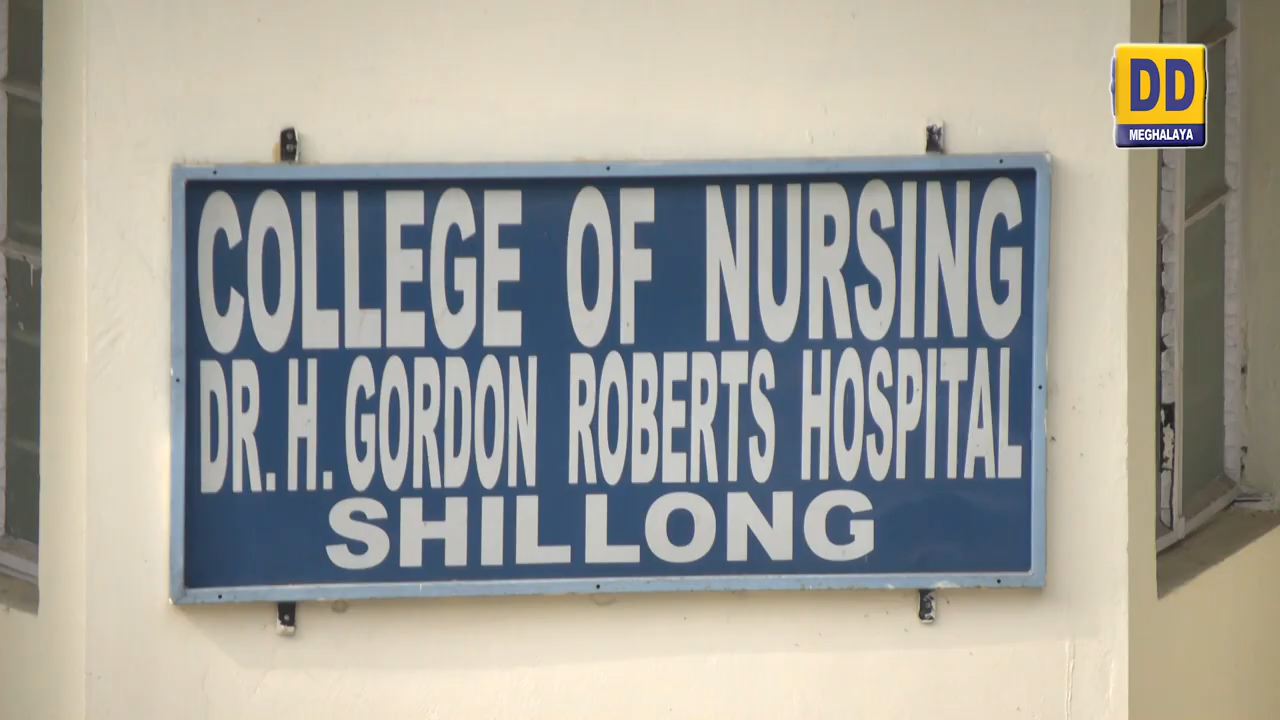 DD
MEGHALAYA
COLLEGE OF NURSING
DR. H. GORDON ROBERTS HOSPITAL
SHILLONG